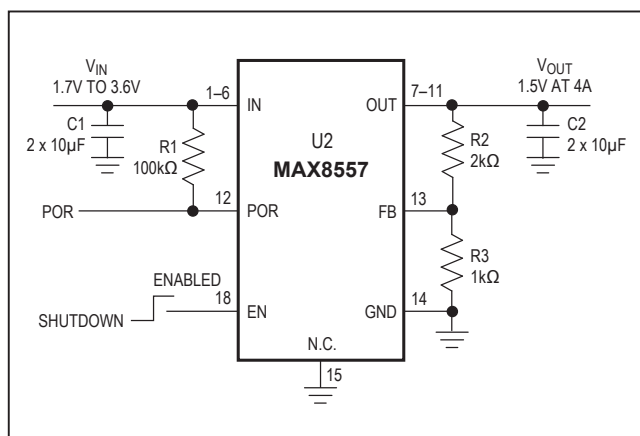 V_IN
1.7V TO 3.6V
C1
2 x 10µF
R1
100kΩ
1–6
IN
U2
MAX8557
OUT
7–11
V_OUT
1.5V AT 4A
R2
2kΩ
C2
2 x 10µF
POR
12
POR
FB
13
R3
1kΩ
ENABLED
SHUTDOWN
18
EN
GND
14
N.C.
15